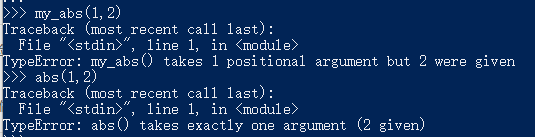 >>> my_abs(1,2)
Traceback (most recent call last):
  File "<stdin>", line 1, in <module>
TypeError: my_abs() takes 1 positional argument but 2 were given
>>> abs(1,2)
Traceback (most recent call last):
  File "<stdin>", line 1, in <module>
TypeError: abs() takes exactly one argument (2 given)
>>>